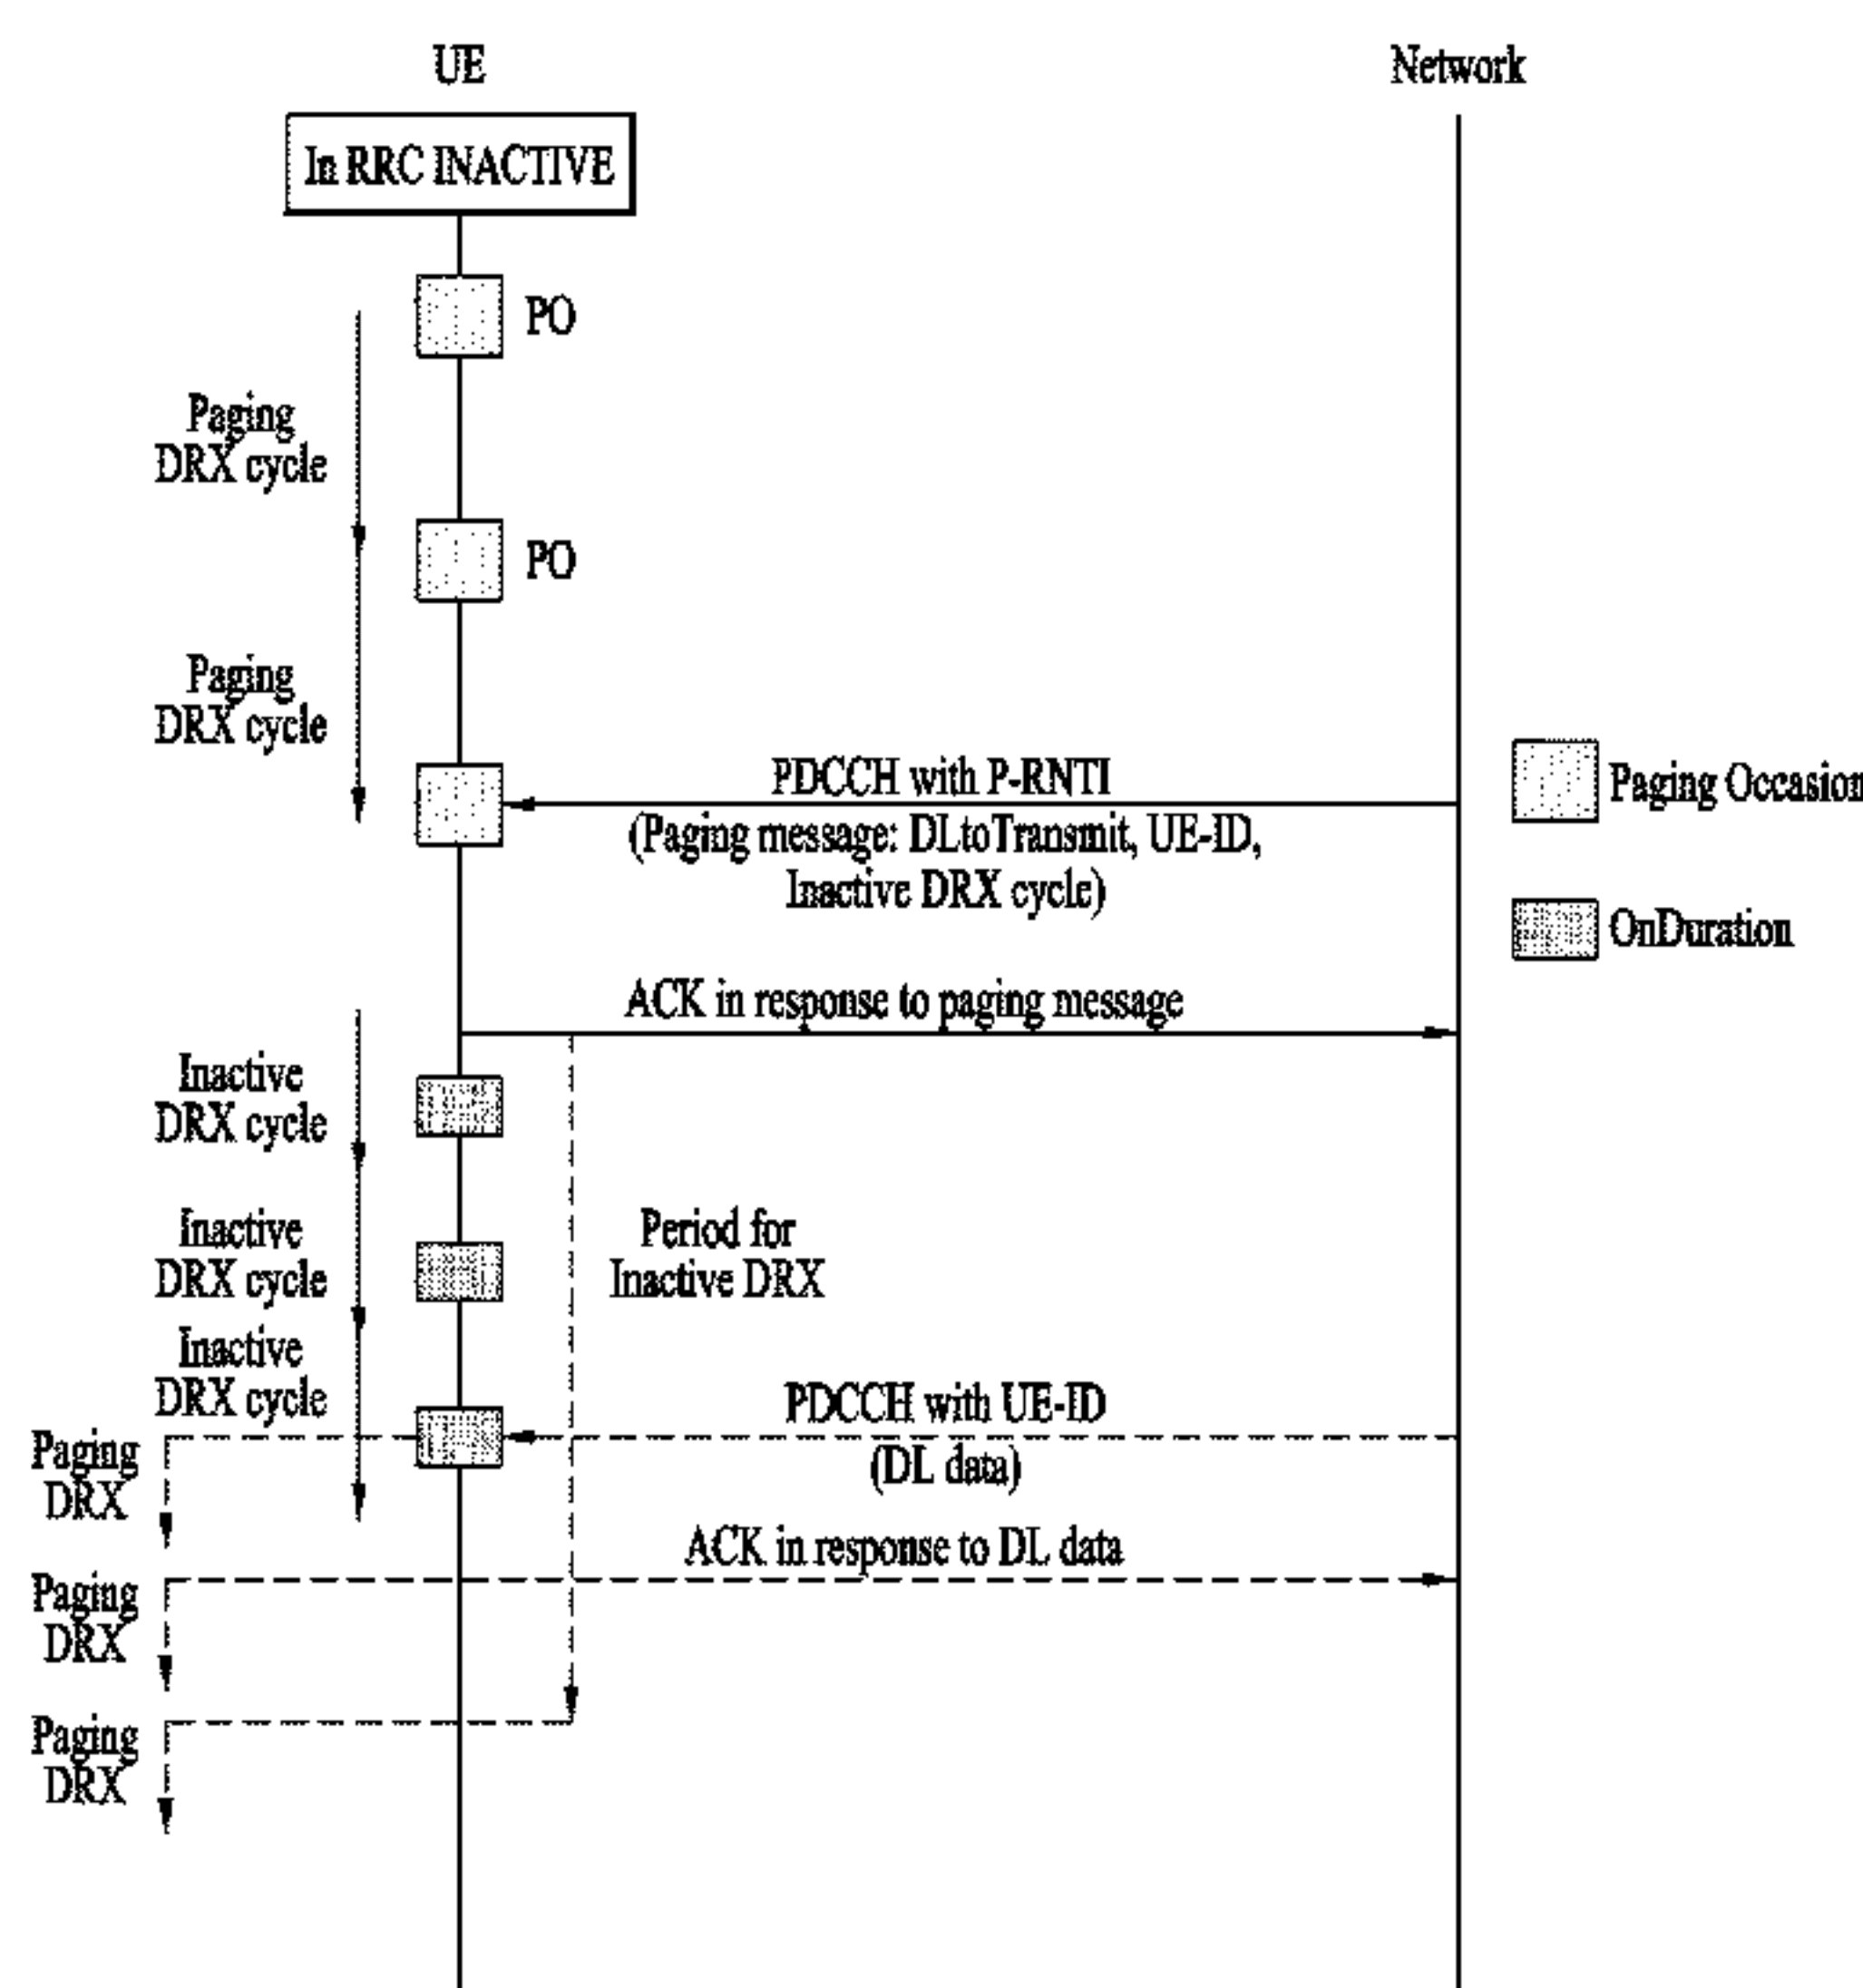 UE
Network
In RRC INACTIVE
PO
Paging
DRX cycle
PO
Paging
DRX cycle
PDCCH with P-RNTI
(Paging message: DLtoTransmit, UE-ID,
Inactive DRX cycle)
Paging Occasion
OnDuration
ACK in response to paging message
Inactive
DRX cycle
Inactive
DRX cycle
Period for
Inactive DRX
Inactive
DRX cycle
PDCCH with UE-ID
(DL data)
Paging
DRX
ACK in response to DL data
Paging
DRX
Paging
DRX